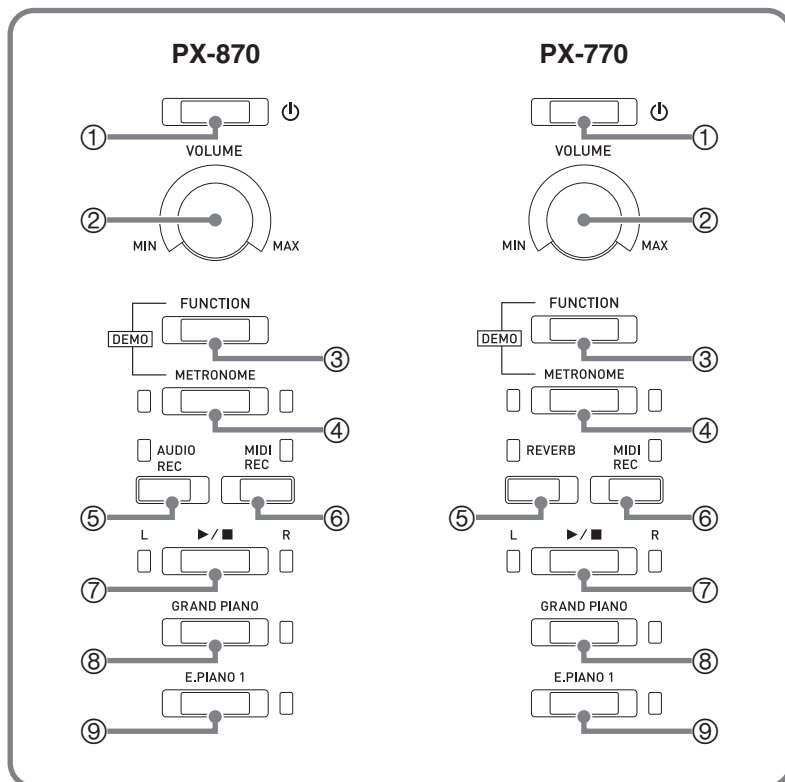 PX-870
①
VOLUME
②
MIN
MAX
FUNCTION
DEMO
③
METRONOME
④
AUDIO
REC
MIDI
REC
⑤
⑥
L
▶/■
R
⑦
GRAND PIANO
⑧
E.PIANO 1
⑨
PX-770
①
VOLUME
②
MIN
MAX
FUNCTION
DEMO
③
METRONOME
④
REVERB
MIDI
REC
⑤
⑥
L
▶/■
R
⑦
GRAND PIANO
⑧
E.PIANO 1
⑨